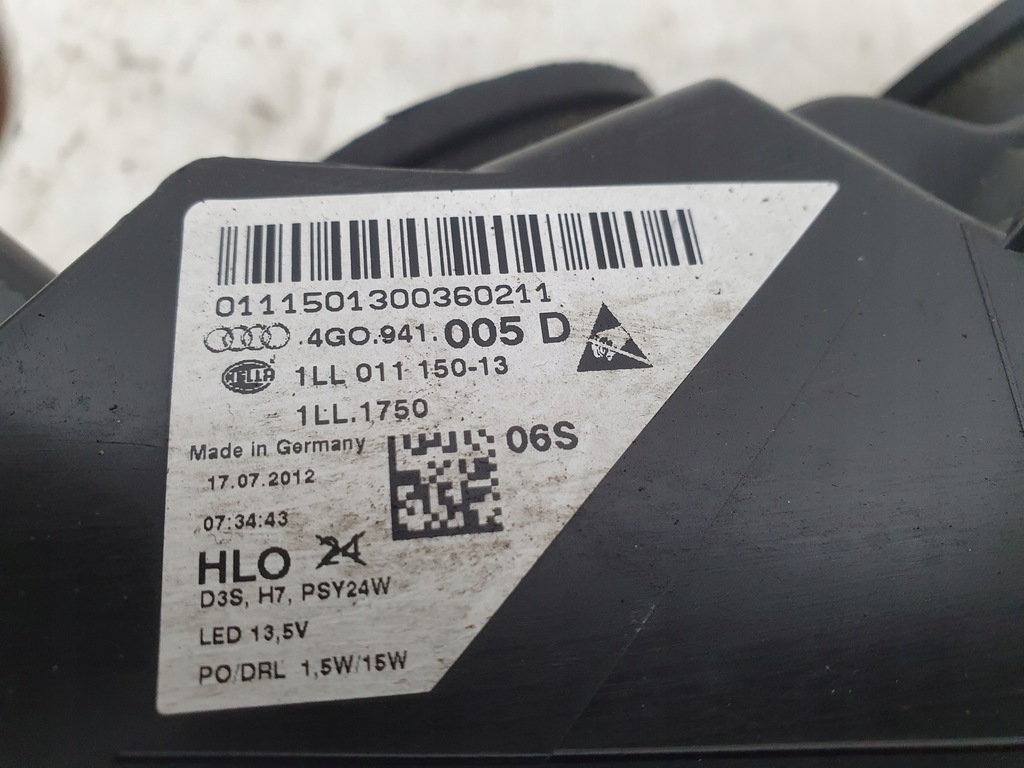 0111501300360211
.4G0.941. 005 D
HELLA 1LL 011 150-13
1LL.1750
06S
Made in Germany
17.07.2012
07:34:43
HLO 24
D3S, H7, PSY24W
LED 13,5V
PO/DRL 1,5W/15W